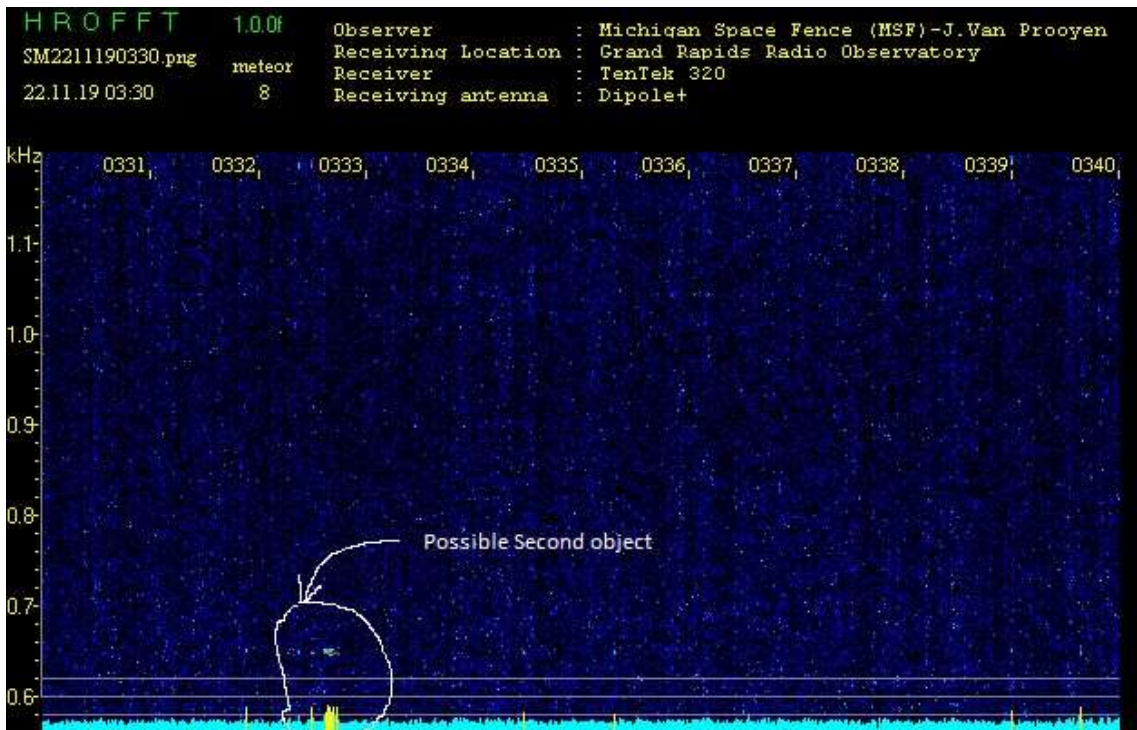 H R O F F T 1.0.0f
SM2211190330.png meteor
22.11.19 03:30 8
Observer : Michigan Space Fence (MSF)-J.Van Prooyen
Receiving Location : Grand Rapids Radio Observatory
Receiver : TenTek 320
Receiving antenna : Dipole+
kHz 0331 0332 0333 0334 0335 0336 0337 0338 0339 0340
1.1
1.0
0.9
0.8
Possible Second object
0.7
0.6